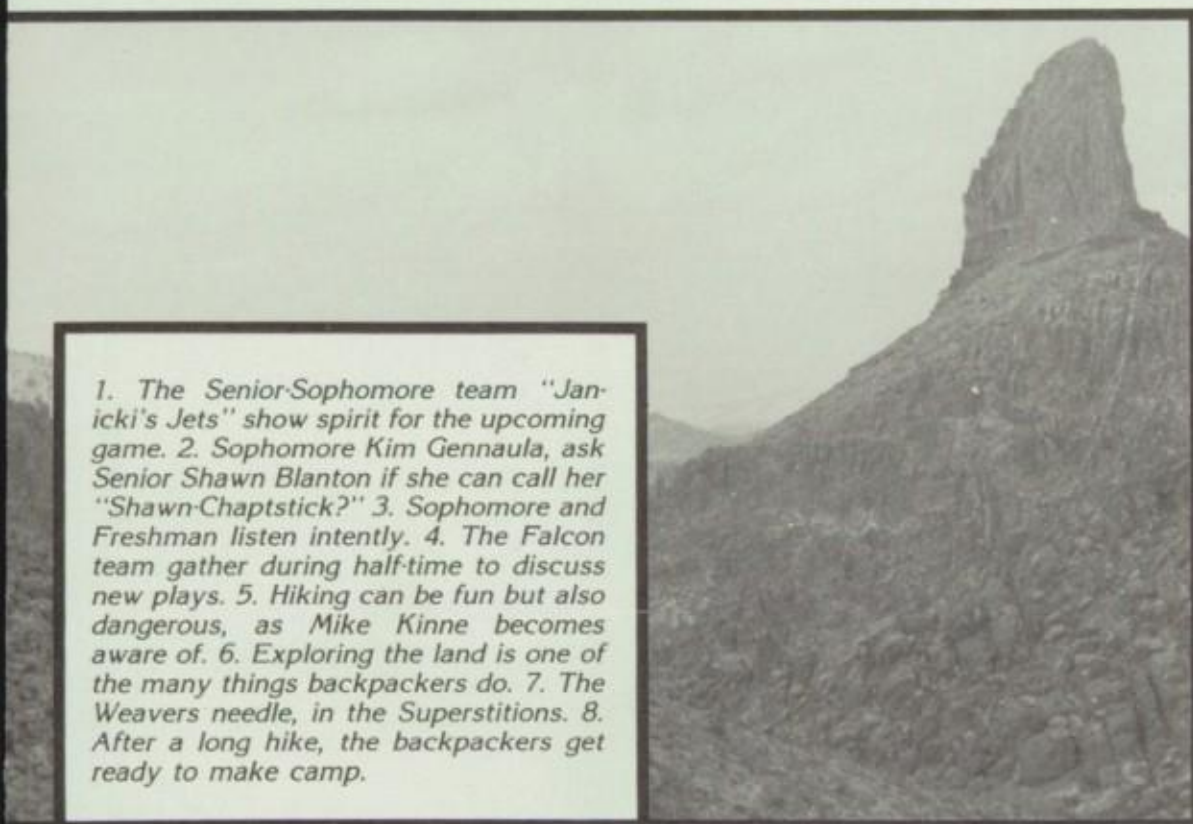 1. The Senior-Sophomore team "Jan-
icki's Jets" show spirit for the upcoming
game. 2. Sophomore Kim Gennaula, ask
Senior Shawn Blanton if she can call her
"Shawn-Chaptstick?" 3. Sophomore and
Freshman listen intently. 4. The Falcon
team gather during half-time to discuss
new plays. 5. Hiking can be fun but also
dangerous, as Mike Kinne becomes
aware of. 6. Exploring the land is one of
the many things backpackers do. 7. The
Weavers needle, in the Superstitions. 8.
After a long hike, the backpackers get
ready to make camp.